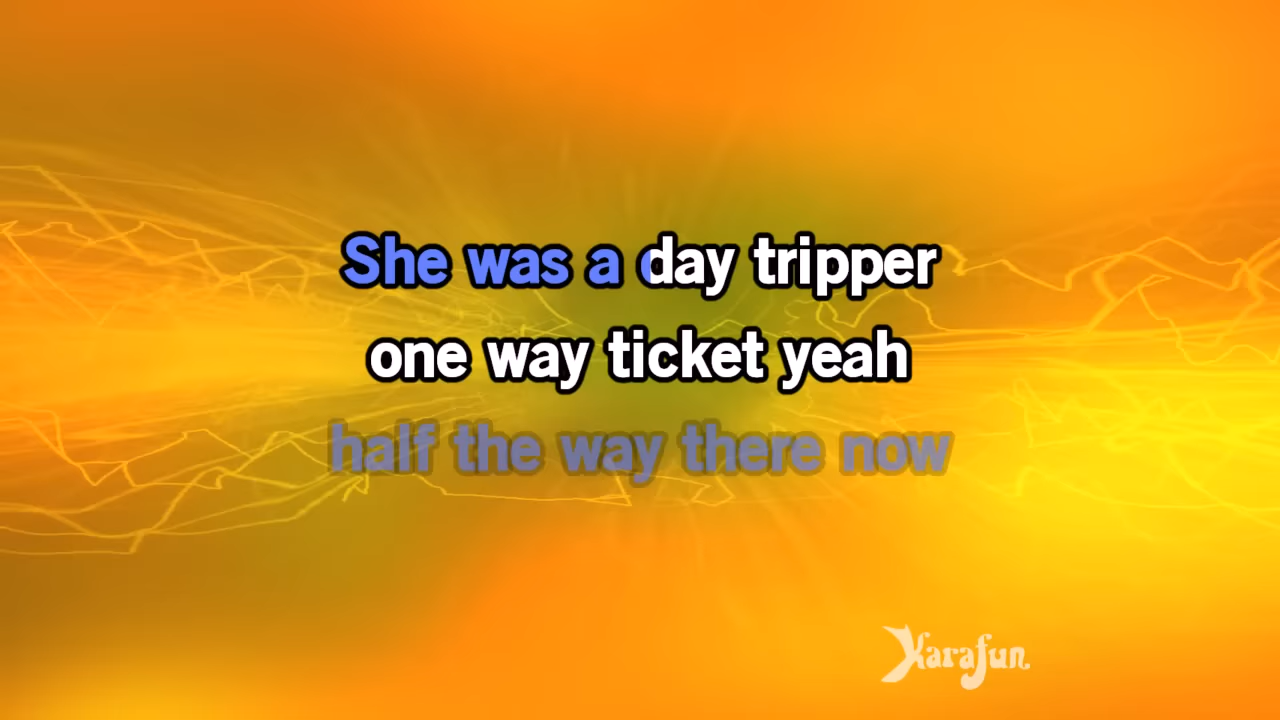 She was a day tripper
one way ticket yeah
half the way there now
Karafun